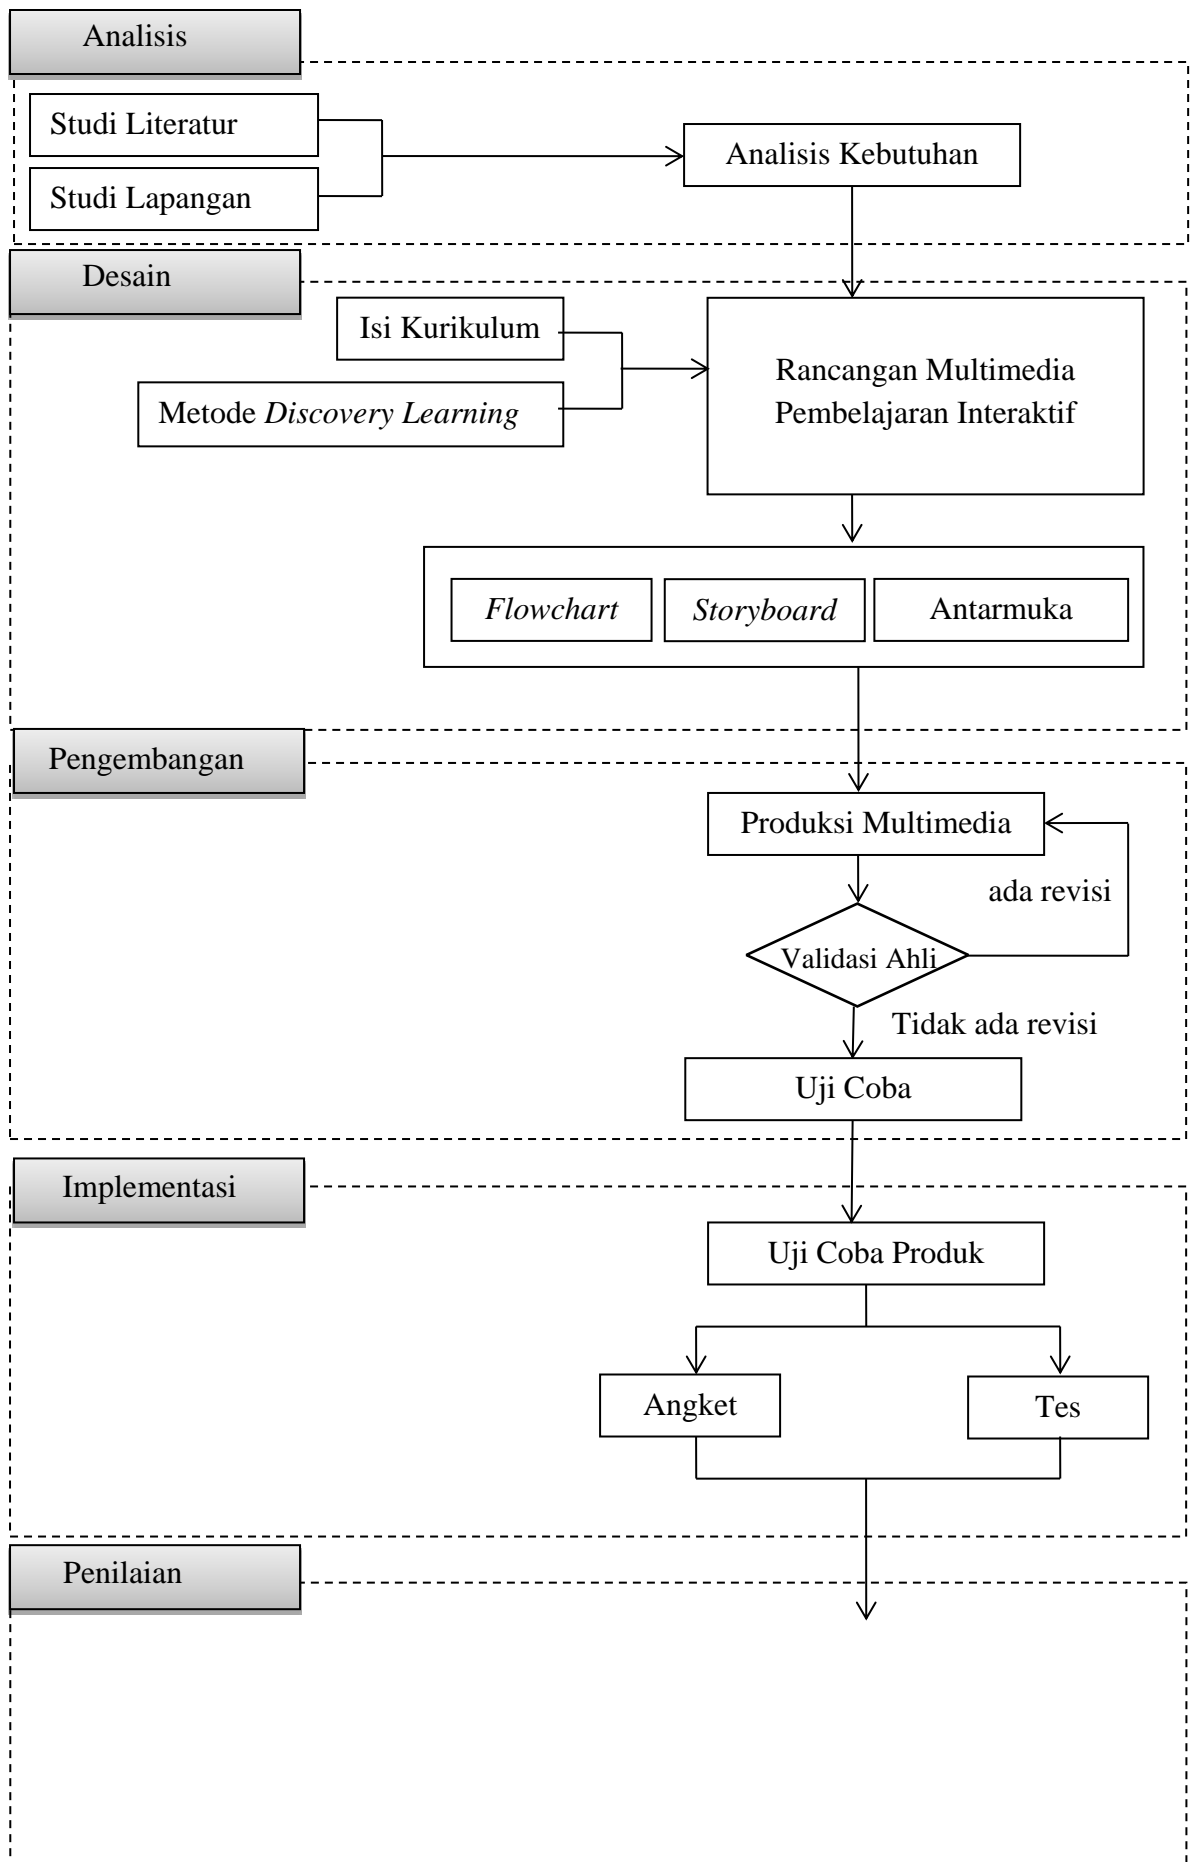 Analisis
Studi Literatur
Analisis Kebutuhan
Studi Lapangan
Desain
Isi Kurikulum
Rancangan Multimedia
Pembelajaran Interaktif
Metode Discovery Learning
Flowchart
Storyboard
Antarmuka
Pengembangan
Produksi Multimedia
ada revisi
Validasi Ahli
Tidak ada revisi
Uji Coba
Implementasi
Uji Coba Produk
Angket
Tes
Penilaian